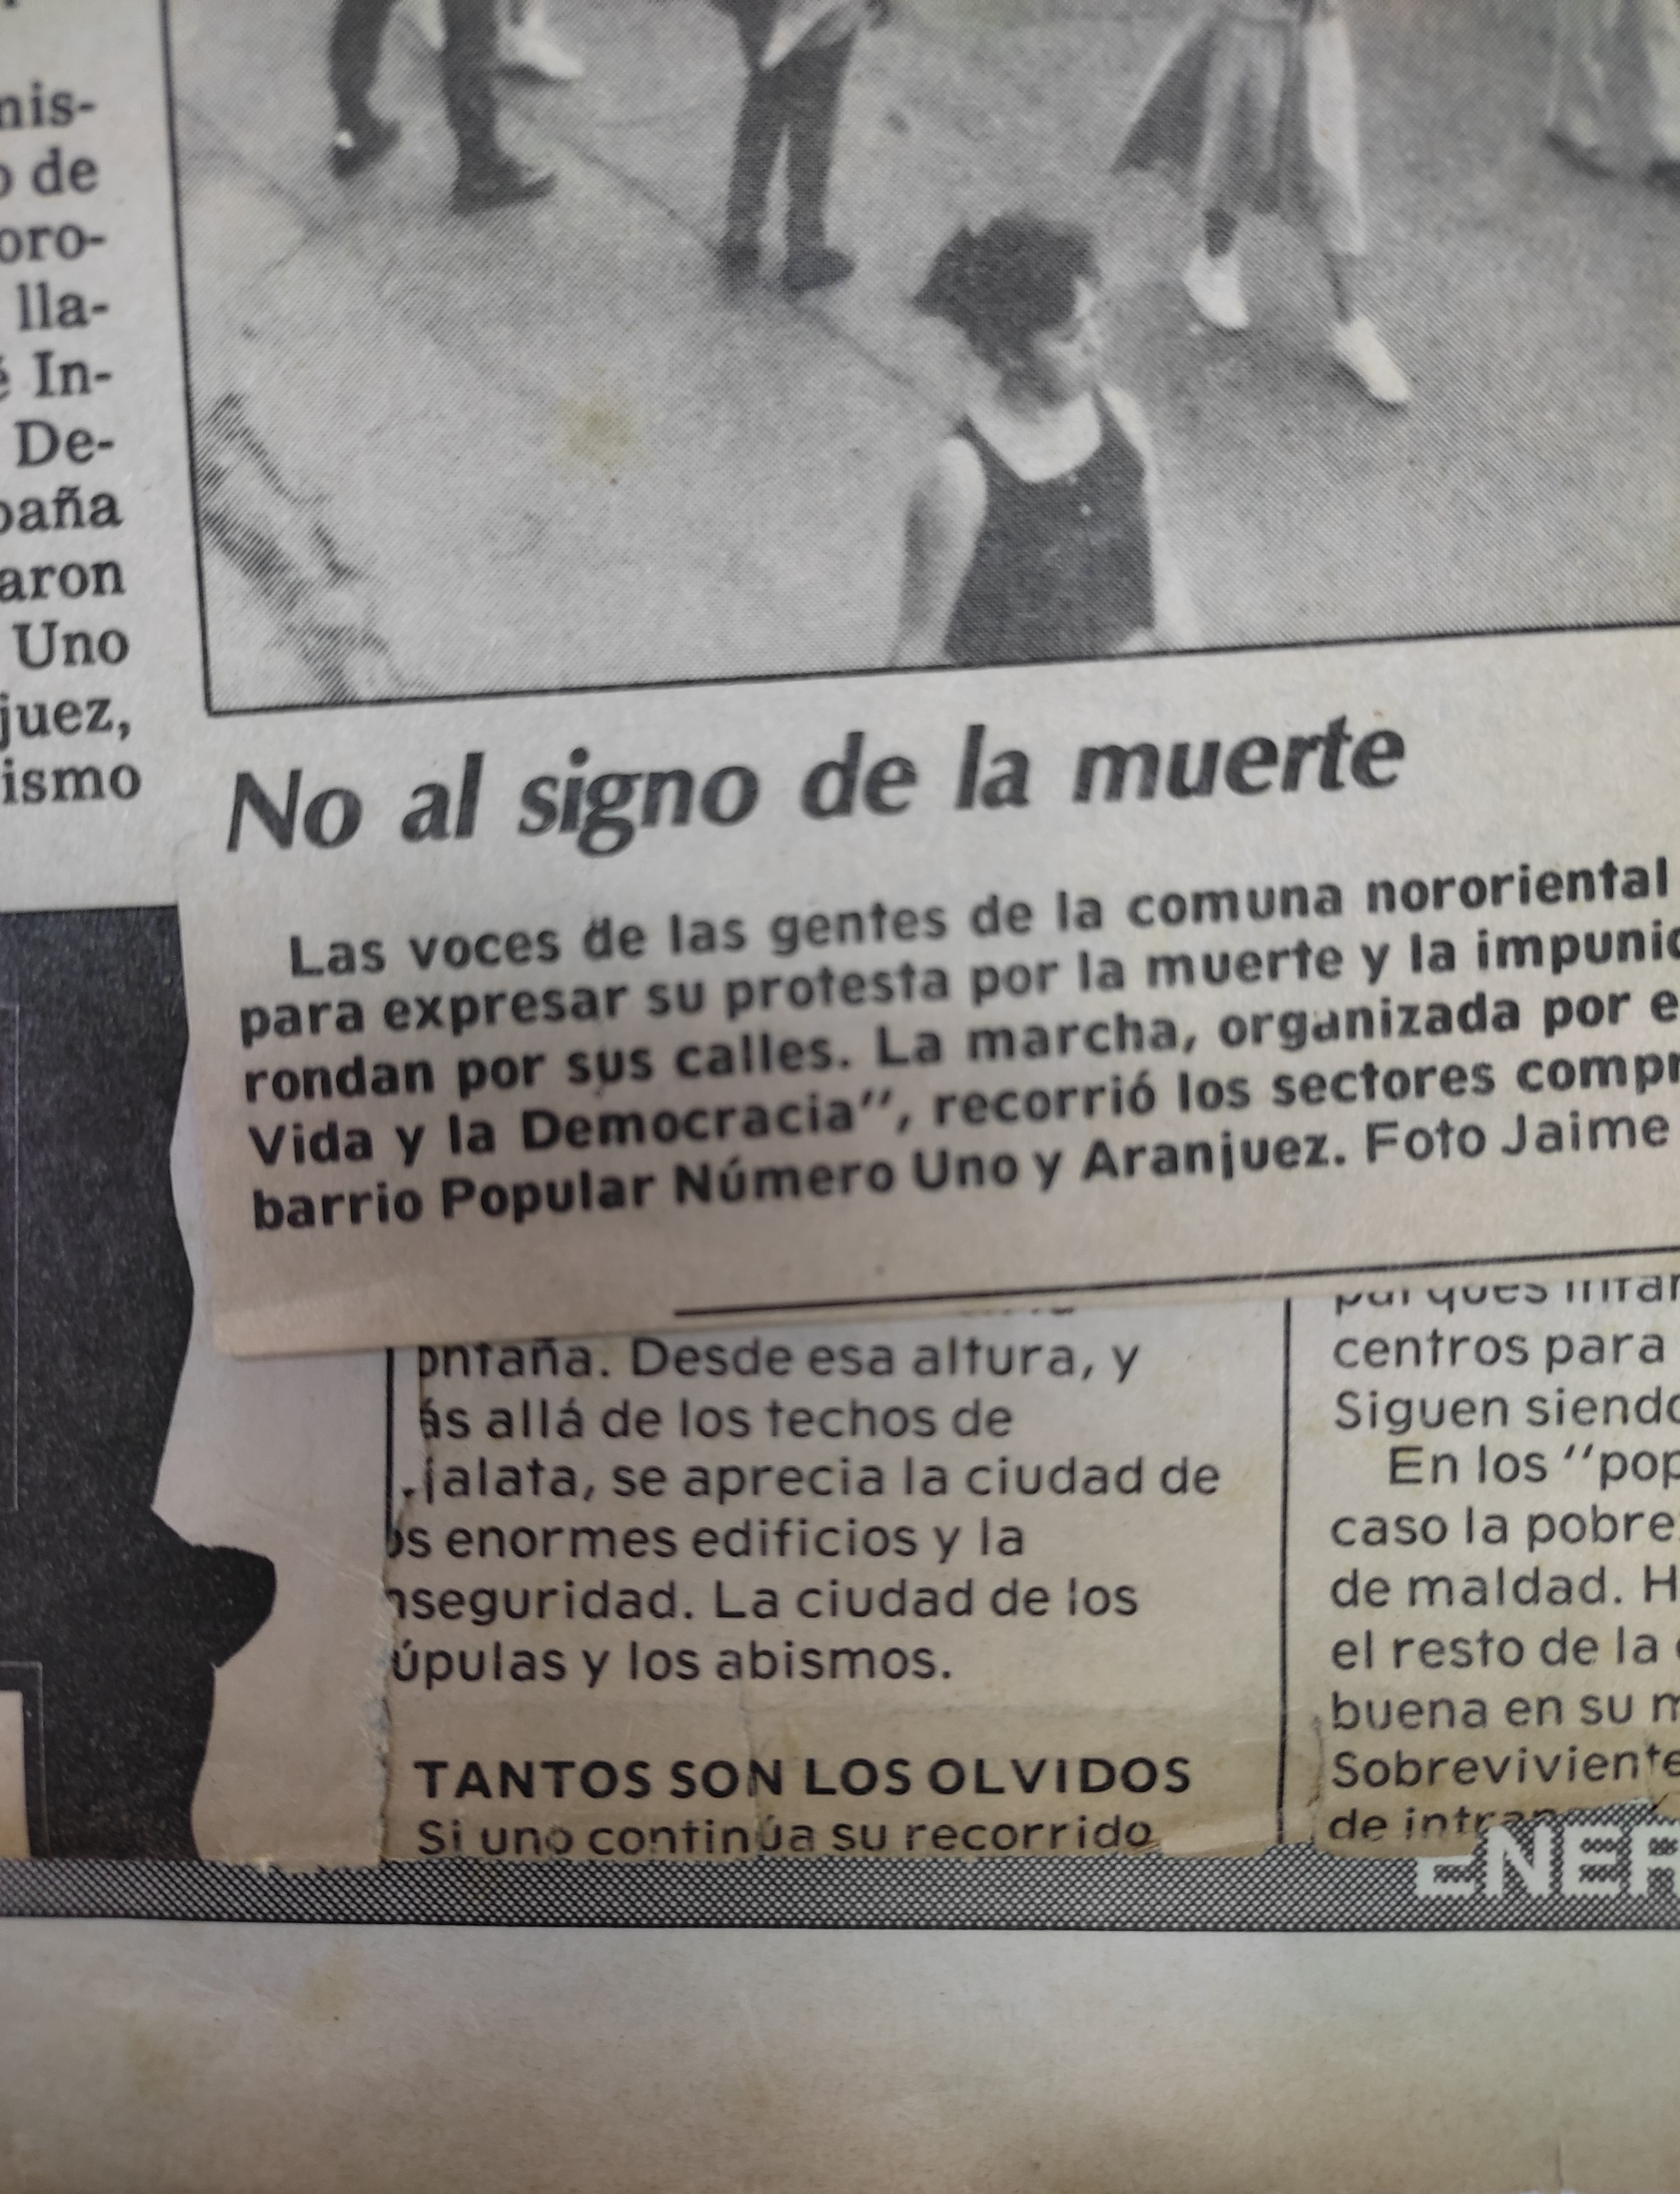 nis-
o de
oro-
lla-
é In-
De-
paña
aron
Uno
juez,
ismo
No al signo de la muerte
Las voces de las gentes de la comuna nororiental
para expresar su protesta por la muerte y la impunid
rondan por sus calles. La marcha, organizada por e
Vida y la Democracia", recorrió los sectores compr
barrio Popular Número Uno y Aranjuez. Foto Jaime
ontaña. Desde esa altura, y
ás allá de los techos de
jalata, se aprecia la ciudad de
os enormes edificios y la
nseguridad. La ciudad de los
úpulas y los abismos.
TANTOS SON LOS OLVIDOS
Si uno continúa su recorrido
parques infan
centros para
Siguen siendo
En los "pop
caso la pobre
de maldad. H
el resto de la
buena en su m
Sobreviviente
de intran
ENER